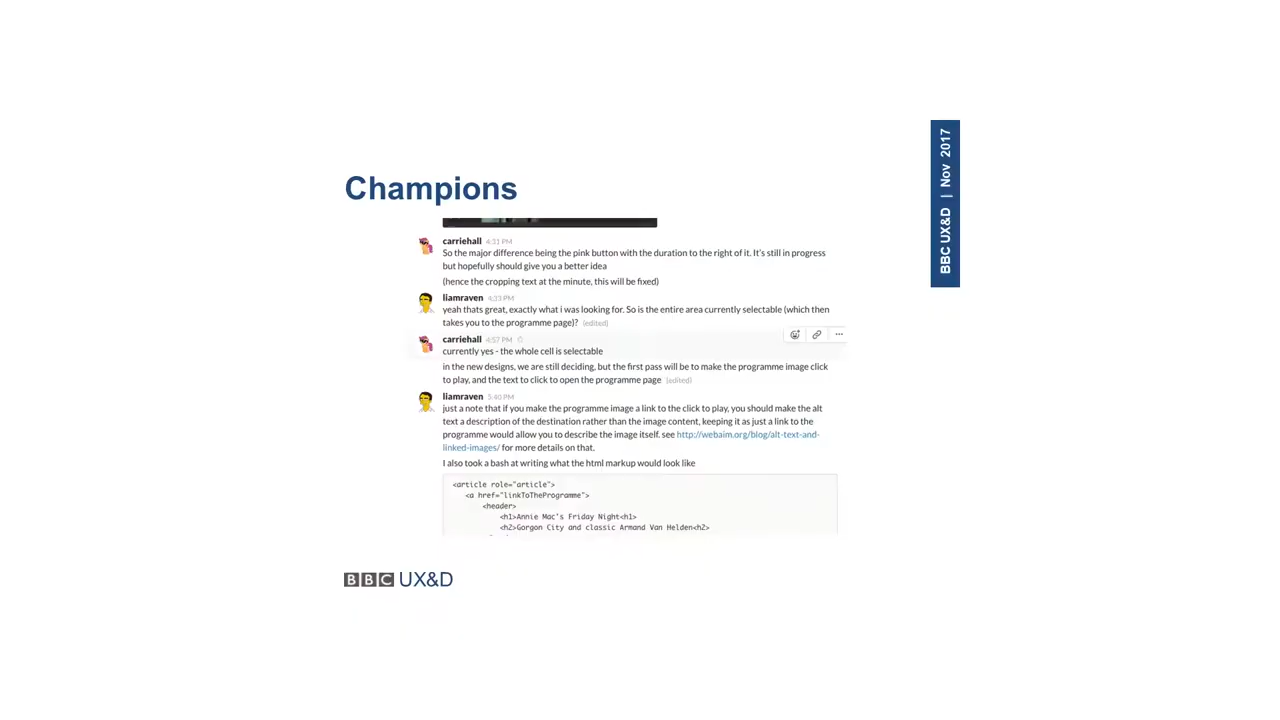 Champions
BBC UX&D | Nov 2017
carriehall 4:31 PM
So the major difference being the pink button with the duration to the right of it. It's still in progress
but hopefully should give you a better idea
(hence the cropping text at the minute, this will be fixed)
liamraven 4:33 PM
yeah thats great, exactly what i was looking for. So is the entire area currently selectable (which then
takes you to the programme page)? (edited)
carriehall 4:57 PM
currently yes - the whole cell is selectable
in the new designs, we are still deciding, but the first pass will be to make the programme image click
to play, and the text to click to open the programme page (edited)
liamraven 5:40 PM
just a note that if you make the programme image a link to the click to play, you should make the alt
text a description of the destination rather than the image content, keeping it as just a link to the
programme would allow you to describe the image itself. see http://webaim.org/blog/alt-text-and-
linked-images/ for more details on that.
I also took a bash at writing what the html markup would look like
<article role="article">
<a href="linkToTheProgramme">
<header>
<h1>Annie Mac's Friday Night<h1>
<h2>Gorgon City and classic Armand Van Helden<h2>
BBC UX&D